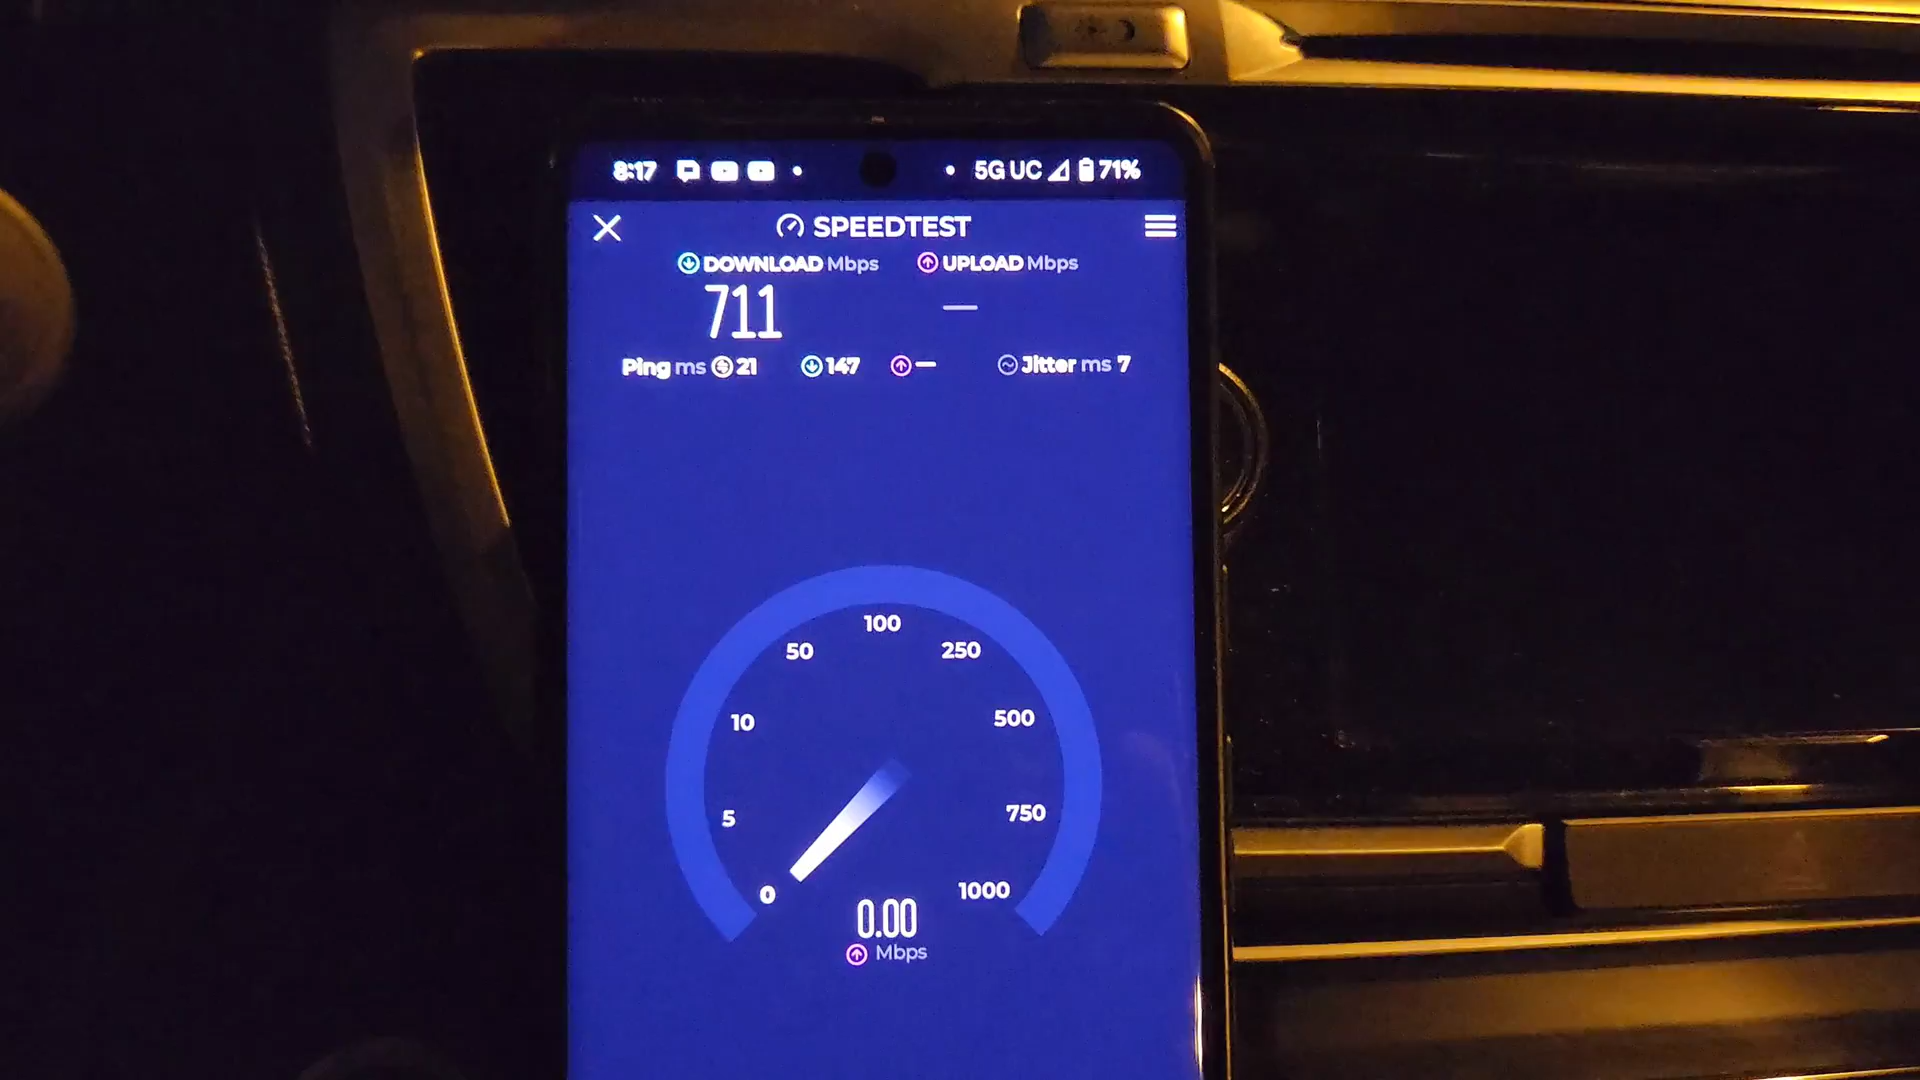 8:17 5G UC 71%
SPEEDTEST
DOWNLOAD Mbps UPLOAD Mbps
711 —
Ping ms 21 147 — Jitter ms 7
100
50 250
10 500
5 750
0 1000
0.00
Mbps